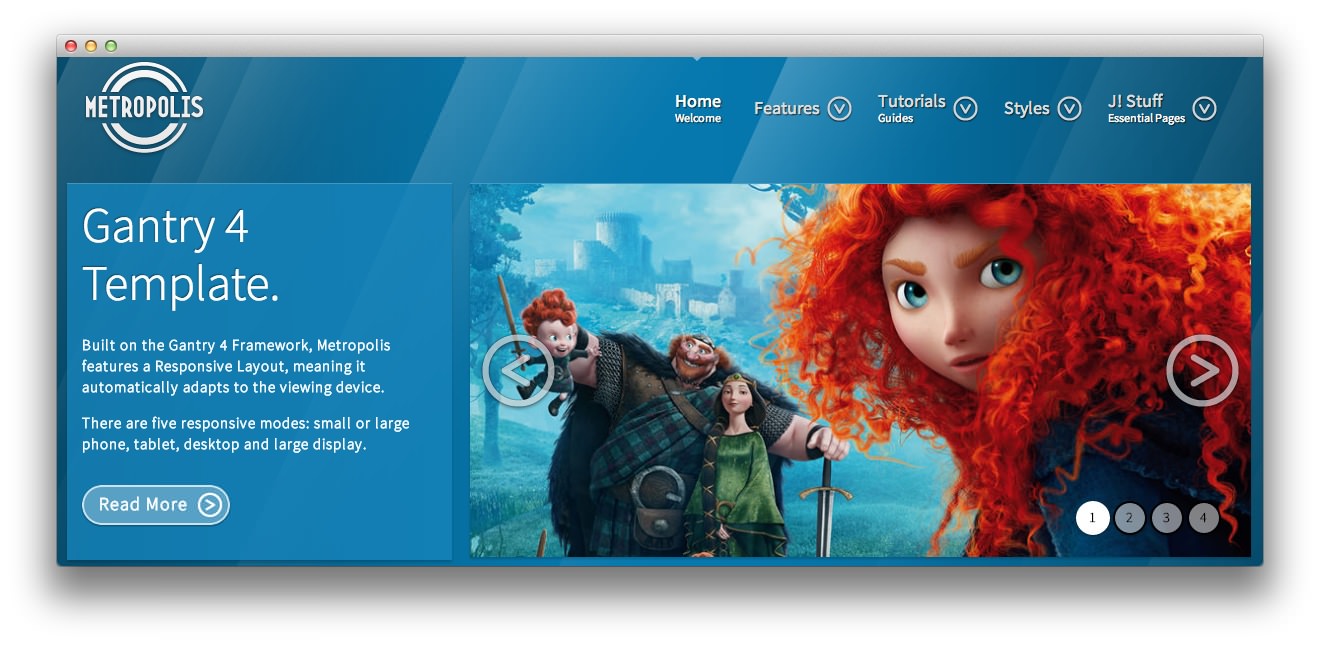 METROPOLIS
Home
Welcome
Features
Tutorials
Guides
Styles
J! Stuff
Essential Pages
Gantry 4
Template.
Built on the Gantry 4 Framework, Metropolis
features a Responsive Layout, meaning it
automatically adapts to the viewing device.
There are five responsive modes: small or large
phone, tablet, desktop and large display.
Read More
1 2 3 4